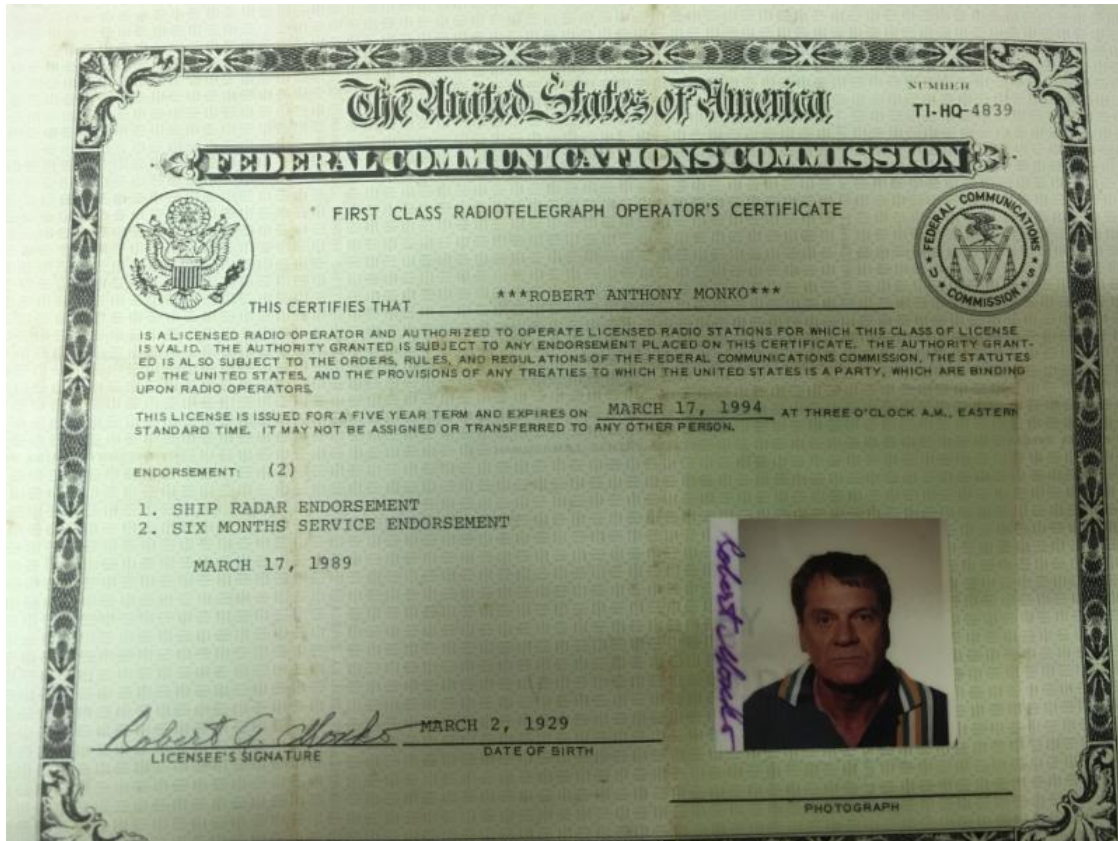 The United States of America
NUMBER
T1-HQ-4839
FEDERAL COMMUNICATIONS COMMISSION
FIRST CLASS RADIOTELEGRAPH OPERATOR'S CERTIFICATE
FEDERAL COMMUNICATIONS COMMISSION
U S
THIS CERTIFIES THAT ***ROBERT ANTHONY MONKO***
IS A LICENSED RADIO OPERATOR AND AUTHORIZED TO OPERATE LICENSED RADIO STATIONS FOR WHICH THIS CLASS OF LICENSE
IS VALID. THE AUTHORITY GRANTED IS SUBJECT TO ANY ENDORSEMENT PLACED ON THIS CERTIFICATE. THE AUTHORITY GRANT-
ED IS ALSO SUBJECT TO THE ORDERS, RULES, AND REGULATIONS OF THE FEDERAL COMMUNICATIONS COMMISSION, THE STATUTES
OF THE UNITED STATES, AND THE PROVISIONS OF ANY TREATIES TO WHICH THE UNITED STATES IS A PARTY, WHICH ARE BINDING
UPON RADIO OPERATORS.
THIS LICENSE IS ISSUED FOR A FIVE YEAR TERM AND EXPIRES ON MARCH 17, 1994 AT THREE O'CLOCK A.M., EASTERN
STANDARD TIME. IT MAY NOT BE ASSIGNED OR TRANSFERRED TO ANY OTHER PERSON.
ENDORSEMENT: (2)
1. SHIP RADAR ENDORSEMENT
2. SIX MONTHS SERVICE ENDORSEMENT
MARCH 17, 1989
Robert Monko
Robert A. Monko MARCH 2, 1929
LICENSEE'S SIGNATURE DATE OF BIRTH
PHOTOGRAPH